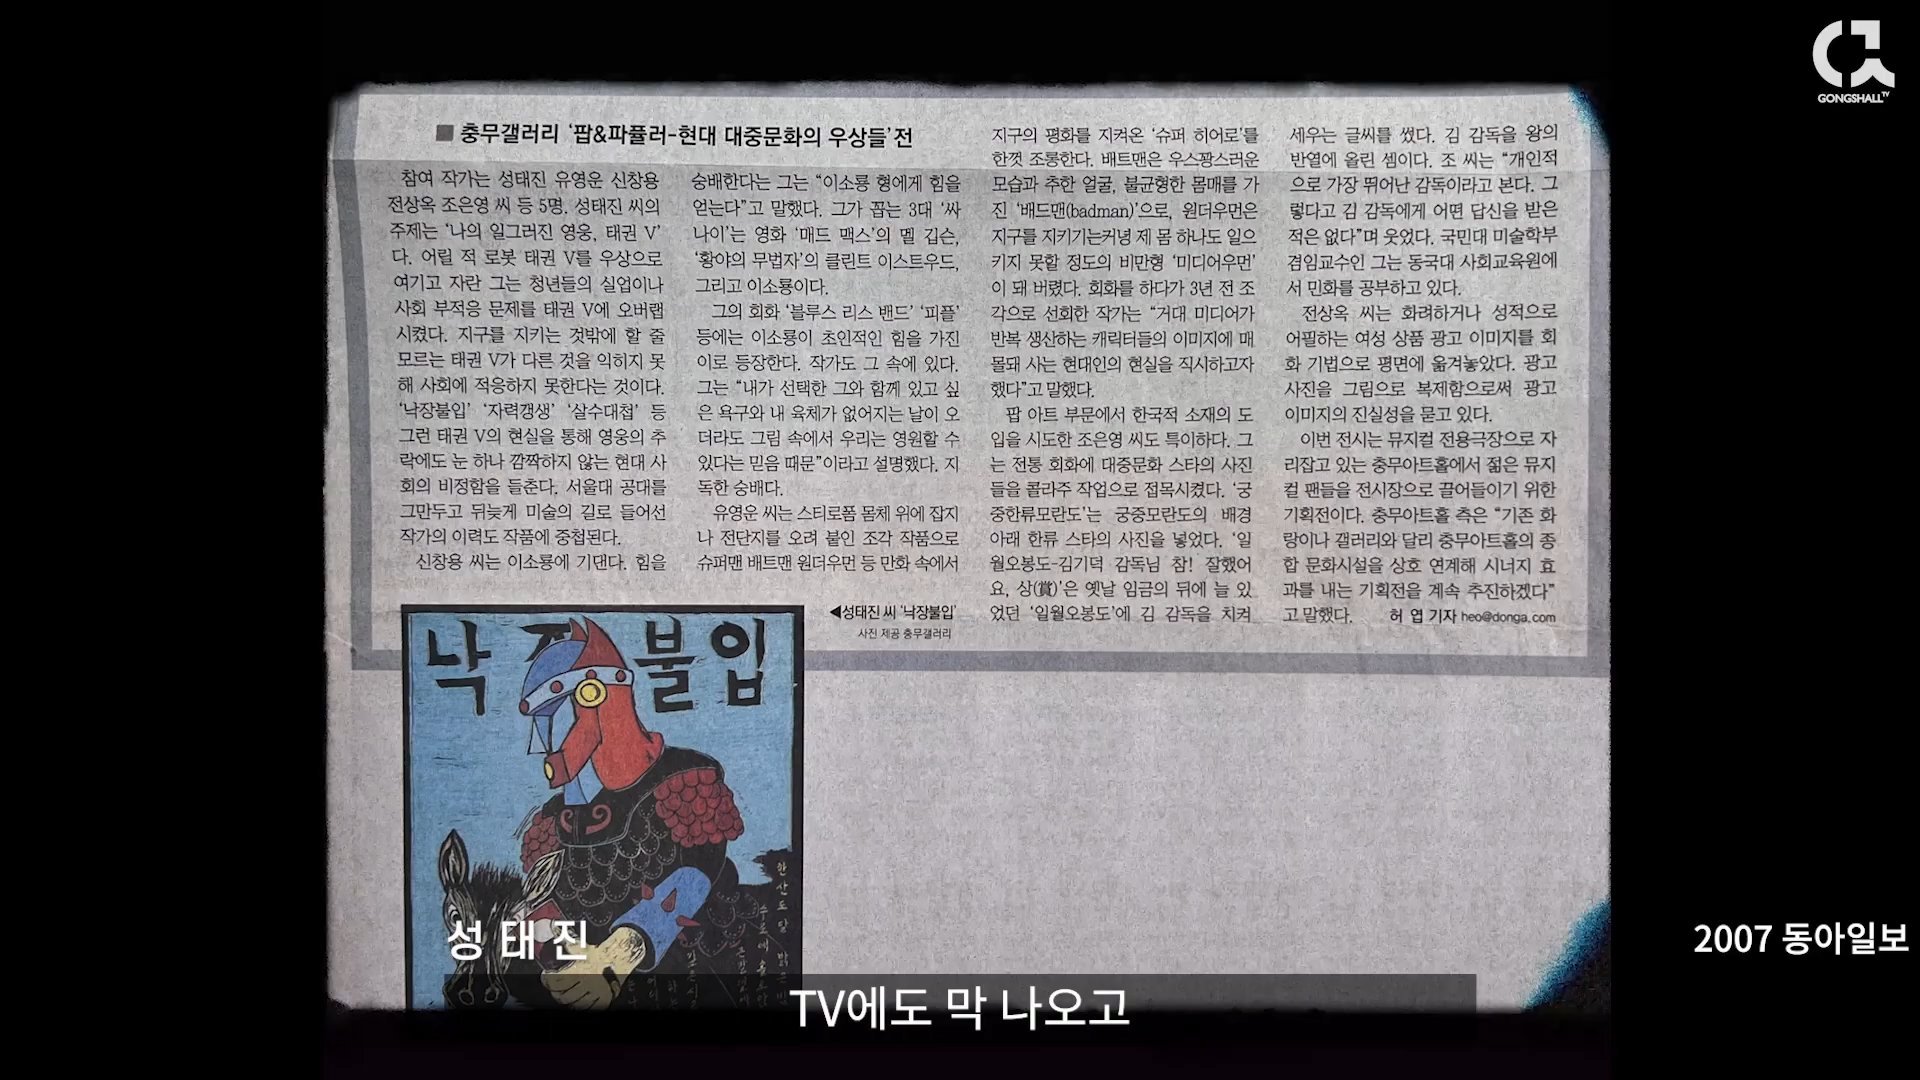 GONGSHALL TV
■ 충무갤러리 ‘팝&파퓰러-현대 대중문화의 우상들’전
참여 작가는 성태진 유영운 신창용
전상옥 조은영 씨 등 5명. 성태진 씨의
주제는 ‘나의 일그러진 영웅, 태권 V’
다. 어릴 적 로봇 태권 V를 우상으로
여기고 자란 그는 청년들의 실업이나
사회 부적응 문제를 태권 V에 오버랩
시켰다. 지구를 지키는 것밖에 할 줄
모르는 태권 V가 다른 것을 익히지 못
해 사회에 적응하지 못한다는 것이다.
‘낙장불입’ ‘자력갱생’ ‘살수대첩’ 등
그런 태권 V의 현실을 통해 영웅의 추
락에도 눈 하나 깜짝하지 않는 현대 사
회의 비정함을 들춘다. 서울대 공대를
그만두고 뒤늦게 미술의 길로 들어선
작가의 이력도 작품에 중첩된다.
신창용 씨는 이소룡에 기댄다. 힘을
숭배한다는 그는 “이소룡 형에게 힘을
얻는다”고 말했다. 그가 꼽는 3대 ‘싸
나이’는 영화 ‘매드 맥스’의 멜 깁슨,
‘황야의 무법자’의 클린트 이스트우드,
그리고 이소룡이다.
그의 회화 ‘블루스 리스 밴드’ ‘피플’
등에는 이소룡이 초인적인 힘을 가진
이로 등장한다. 작가도 그 속에 있다.
그는 “내가 선택한 그와 함께 있고 싶
은 욕구와 내 육체가 없어지는 날이 오
더라도 그림 속에서 우리는 영원할 수
있다는 믿음 때문”이라고 설명했다. 지
독한 숭배다.
유영운 씨는 스티로폼 몸체 위에 잡지
나 전단지를 오려 붙인 조각 작품으로
슈퍼맨 배트맨 원더우먼 등 만화 속에서
지구의 평화를 지켜온 ‘슈퍼 히어로’를
한껏 조롱한다. 배트맨은 우스꽝스러운
모습과 추한 얼굴, 불균형한 몸매를 가
진 ‘배드맨(badman)’으로, 원더우먼은
지구를 지키기는커녕 제 몸 하나도 일으
키지 못할 정도의 비만형 ‘미디어우먼’
이 돼 버렸다. 회화를 하다가 3년 전 조
각으로 선회한 작가는 “거대 미디어가
반복 생산하는 캐릭터들의 이미지에 매
몰돼 사는 현대인의 현실을 직시하고자
했다”고 말했다.
팝 아트 부문에서 한국적 소재의 도
입을 시도한 조은영 씨도 특이하다. 그
는 전통 회화에 대중문화 스타의 사진
들을 콜라주 작업으로 접목시켰다. ‘궁
중한류모란도’는 궁중모란도의 배경
아래 한류 스타의 사진을 넣었다. ‘일
월오봉도-김기덕 감독님 참! 잘했어
요, 상(賞)’은 옛날 임금의 뒤에 늘 있
었던 ‘일월오봉도’에 김 감독을 치켜
세우는 글씨를 썼다. 김 감독을 왕의
반열에 올린 셈이다. 조 씨는 “개인적
으로 가장 뛰어난 감독이라고 본다. 그
렇다고 김 감독에게 어떤 답신을 받은
적은 없다”며 웃었다. 국민대 미술학부
겸임교수인 그는 동국대 사회교육원에
서 민화를 공부하고 있다.
전상옥 씨는 화려하거나 성적으로
어필하는 여성 상품 광고 이미지를 회
화 기법으로 평면에 옮겨놓았다. 광고
사진을 그림으로 복제함으로써 광고
이미지의 진실성을 묻고 있다.
이번 전시는 뮤지컬 전용극장으로 자
리잡고 있는 충무아트홀에서 젊은 뮤지
컬 팬들을 전시장으로 끌어들이기 위한
기획전이다. 충무아트홀 측은 “기존 화
랑이나 갤러리와 달리 충무아트홀의 종
합 문화시설을 상호 연계해 시너지 효
과를 내는 기획전을 계속 추진하겠다”
고 말했다. 허 엽 기자 heo@donga.com
◀성태진 씨 ‘낙장불입’
사진 제공 충무갤러리
낙 불입
한산도 달 밝은
성태진
2007 동아일보
TV에도 막 나오고